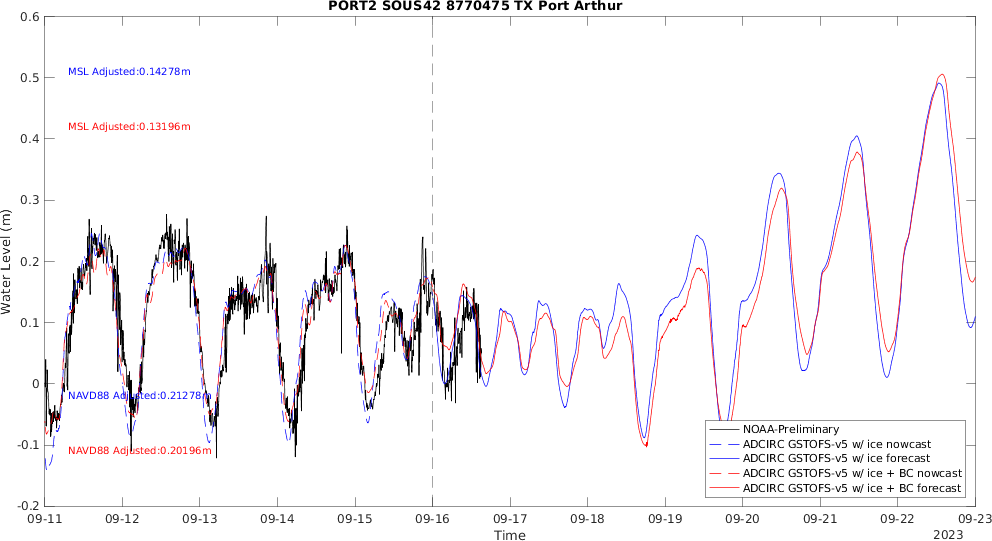 PORT2 SOUS42 8770475 TX Port Arthur
0.6
0.5
0.4
0.3
0.2
0.1
0
-0.1
-0.2
Water Level (m)
MSL Adjusted:0.14278m
MSL Adjusted:0.13196m
NAVD88 Adjusted:0.21278m
NAVD88 Adjusted:0.20196m
NOAA-Preliminary
ADCIRC GSTOFS-v5 w/ ice nowcast
ADCIRC GSTOFS-v5 w/ ice forecast
ADCIRC GSTOFS-v5 w/ ice + BC nowcast
ADCIRC GSTOFS-v5 w/ ice + BC forecast
09-11 09-12 09-13 09-14 09-15 09-16 09-17 09-18 09-19 09-20 09-21 09-22 09-23
Time
2023